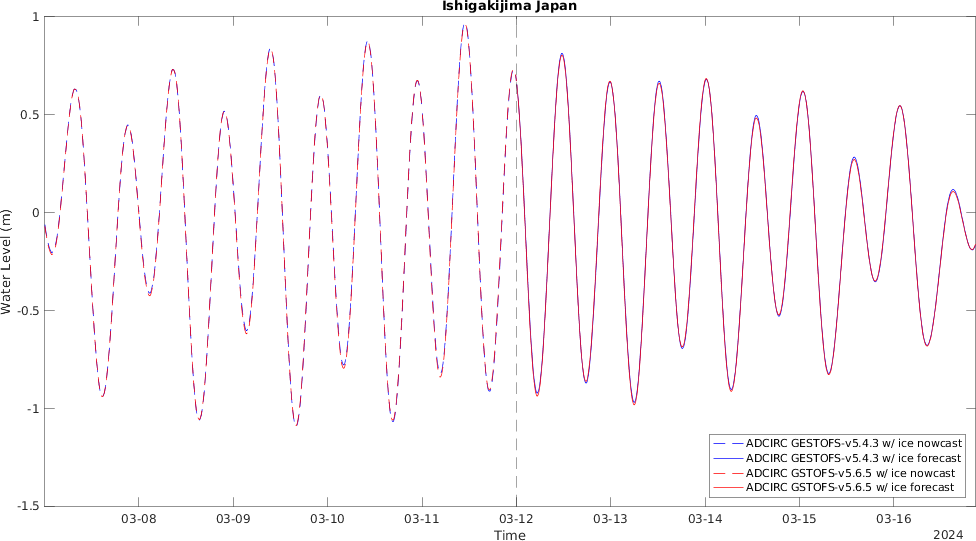 Ishigakijima Japan
1
0.5
0
-0.5
-1
-1.5
Water Level (m)
03-08 03-09 03-10 03-11 03-12 03-13 03-14 03-15 03-16
Time
2024
ADCIRC GESTOFS-v5.4.3 w/ ice nowcast
ADCIRC GESTOFS-v5.4.3 w/ ice forecast
ADCIRC GSTOFS-v5.6.5 w/ ice nowcast
ADCIRC GSTOFS-v5.6.5 w/ ice forecast